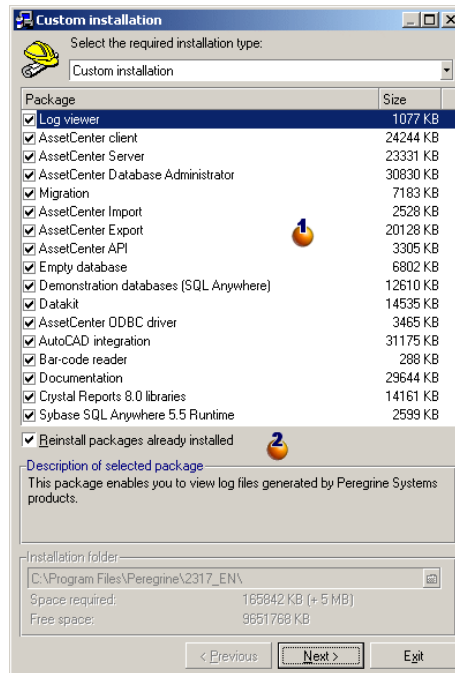 Custom installation
Select the required installation type:
Custom installation
Package Size
Log viewer 1077 KB
AssetCenter client 24244 KB
AssetCenter Server 23331 KB
AssetCenter Database Administrator 30830 KB
Migration 7183 KB
AssetCenter Import 2528 KB
AssetCenter Export 20128 KB
AssetCenter API 3305 KB
Empty database 6802 KB
Demonstration databases (SQL Anywhere) 12610 KB
Datakit 14535 KB
AssetCenter ODBC driver 3465 KB
AutoCAD integration 31175 KB
Bar-code reader 288 KB
Documentation 29644 KB
Crystal Reports 8.0 libraries 14161 KB
Sybase SQL Anywhere 5.5 Runtime 2599 KB
1
Reinstall packages already installed
2
Description of selected package
This package enables you to view log files generated by Peregrine Systems
products.
Installation folder
C:\Program Files\Peregrine\2317_EN\
Space required: 165842 KB (+ 5 MB)
Free space: 9651768 KB
< Previous Next > Exit